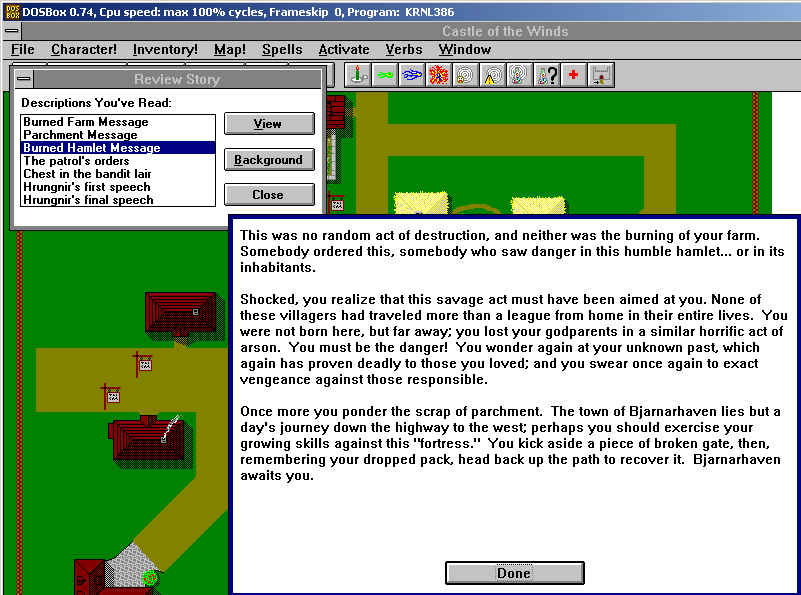 DOSBox 0.74, Cpu speed: max 100% cycles, Frameskip 0, Program: KRNL386
Castle of the Winds
File Character! Inventory! Map! Spells Activate Verbs Window
Review Story
Descriptions You've Read:
Burned Farm Message
Parchment Message
Burned Hamlet Message
The patrol's orders
Chest in the bandit lair
Hrungnir's first speech
Hrungnir's final speech
View
Background
Close
This was no random act of destruction, and neither was the burning of your farm.
Somebody ordered this, somebody who saw danger in this humble hamlet... or in its
inhabitants.
Shocked, you realize that this savage act must have been aimed at you. None of
these villagers had traveled more than a league from home in their entire lives. You
were not born here, but far away; you lost your godparents in a similar horrific act of
arson. You must be the danger! You wonder again at your unknown past, which
again has proven deadly to those you loved; and you swear once again to exact
vengeance against those responsible.
Once more you ponder the scrap of parchment. The town of Bjarnarhaven lies but a
day's journey down the highway to the west; perhaps you should exercise your
growing skills against this "fortress." You kick aside a piece of broken gate, then,
remembering your dropped pack, head back up the path to recover it. Bjarnarhaven
awaits you.
Done